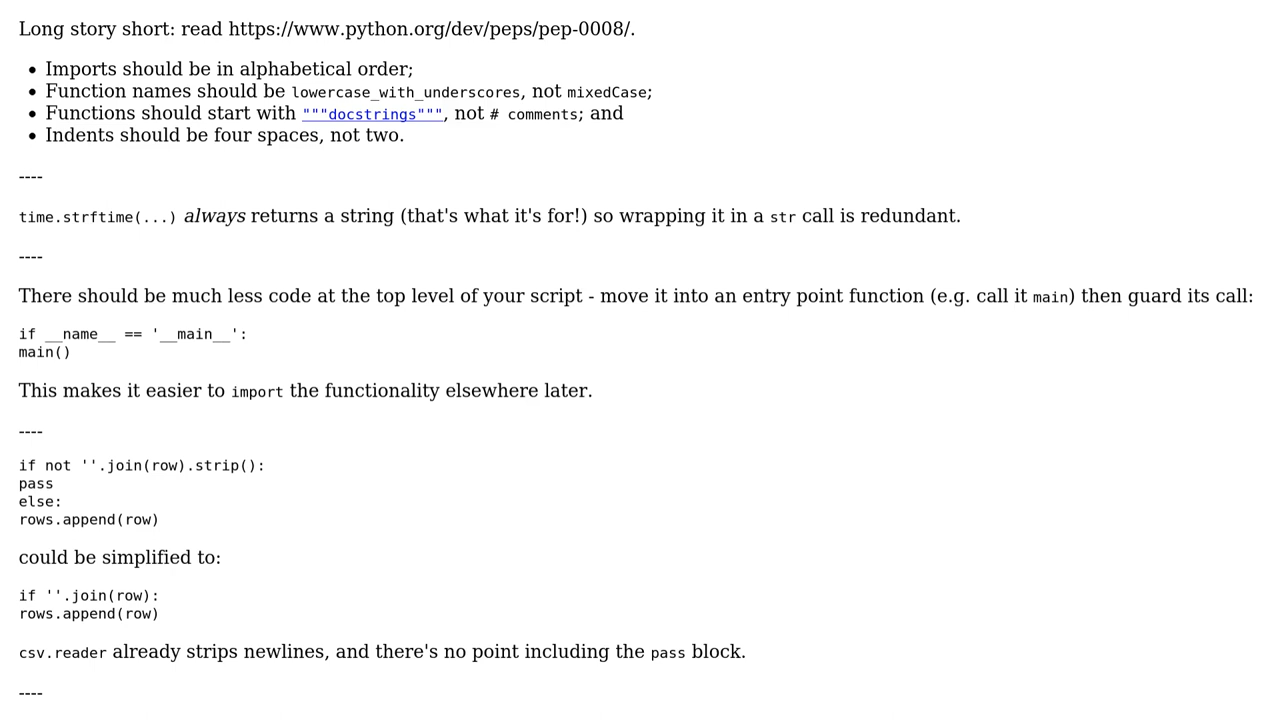 Long story short: read https://www.python.org/dev/peps/pep-0008/.
• Imports should be in alphabetical order;
• Function names should be lowercase_with_underscores, not mixedCase;
• Functions should start with """docstrings""", not # comments; and
• Indents should be four spaces, not two.
----
time.strftime(...) always returns a string (that's what it's for!) so wrapping it in a str call is redundant.
----
There should be much less code at the top level of your script - move it into an entry point function (e.g. call it main) then guard its call:
if __name__ == '__main__':
main()
This makes it easier to import the functionality elsewhere later.
----
if not ''.join(row).strip():
pass
else:
rows.append(row)
could be simplified to:
if ''.join(row):
rows.append(row)
csv.reader already strips newlines, and there's no point including the pass block.
----